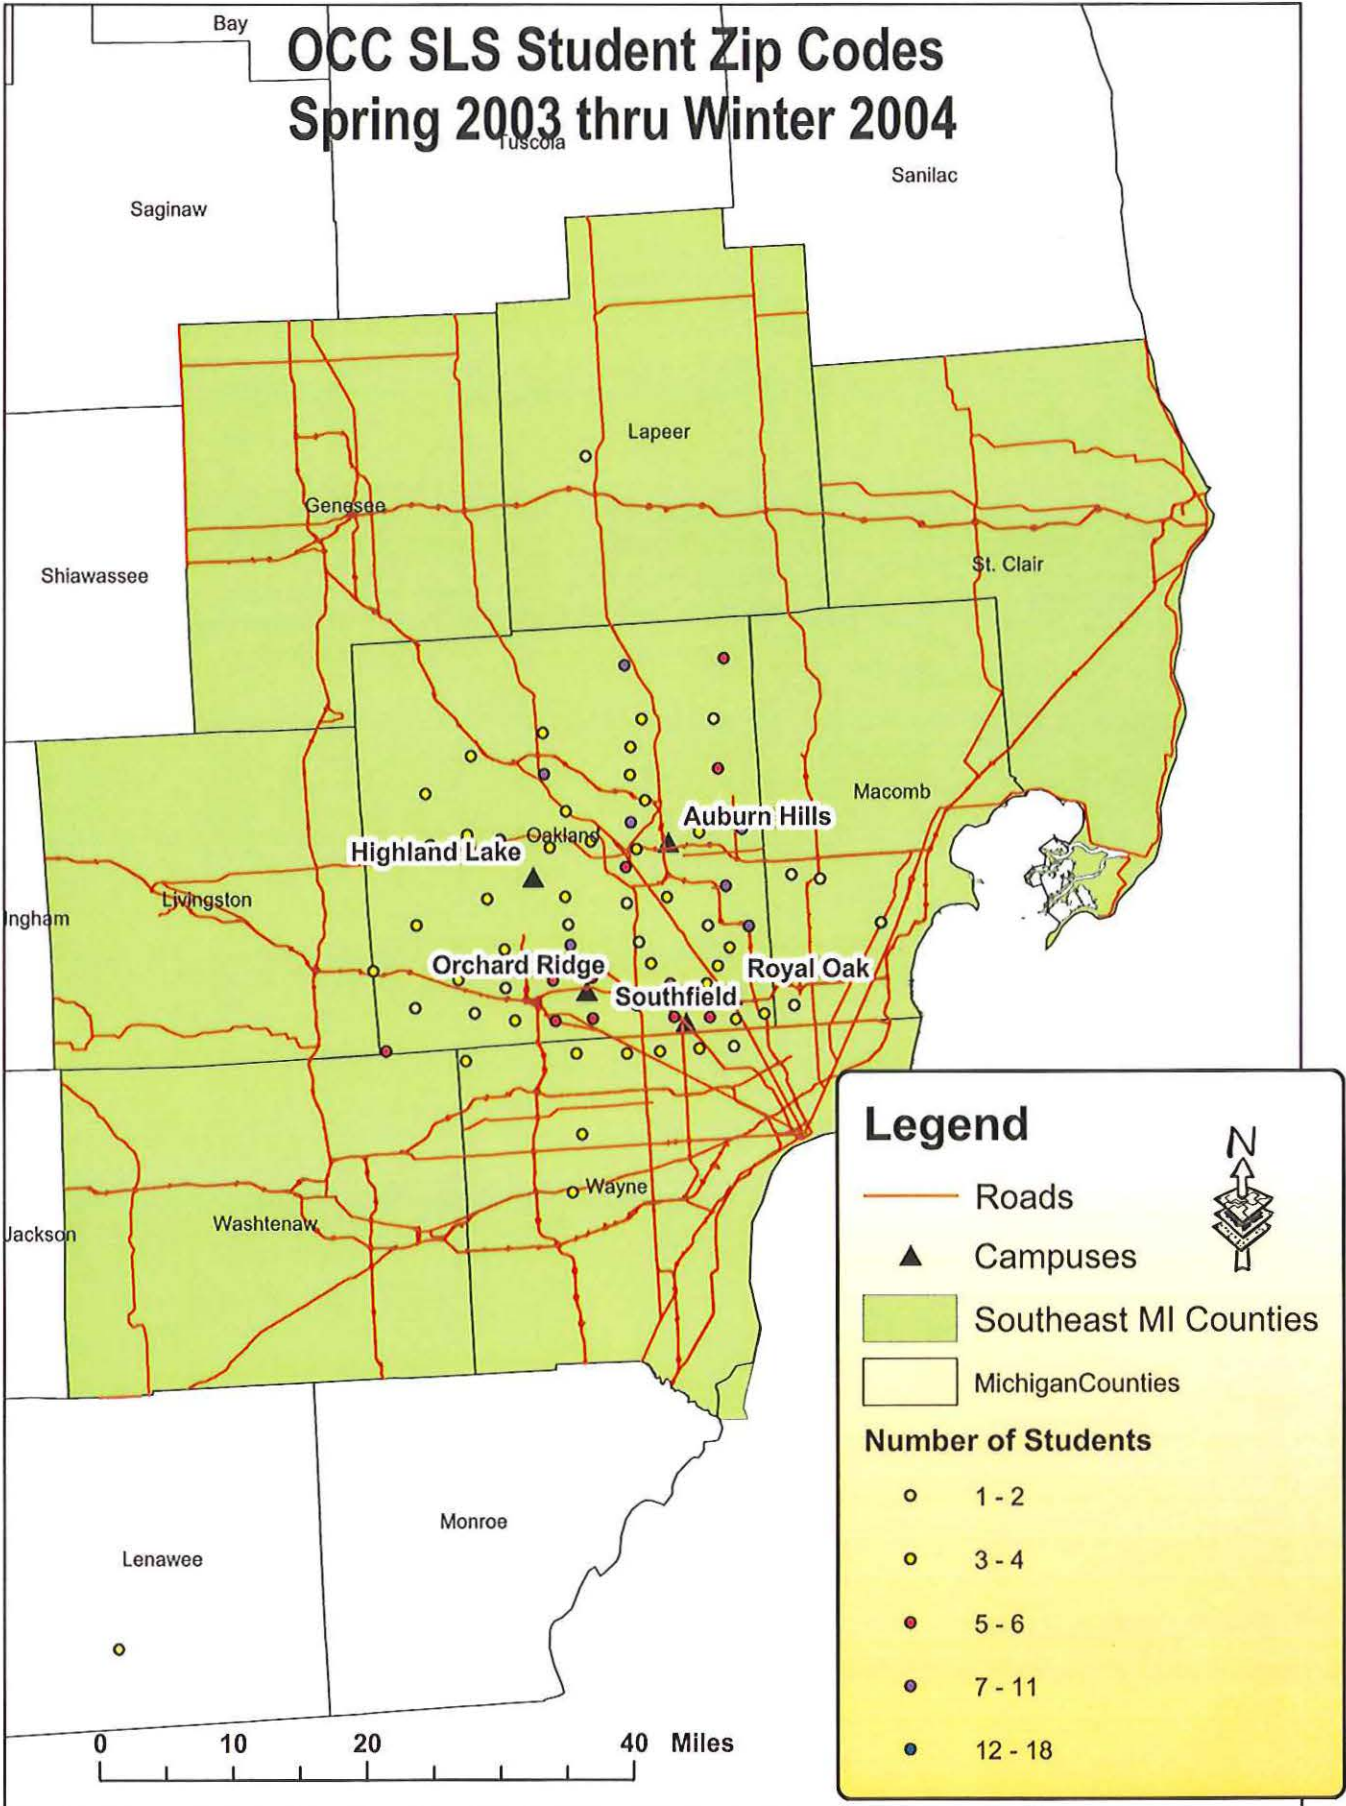 Bay
OCC SLS Student Zip Codes
Spring 2003 thru Winter 2004
Tuscola
Sanilac
Saginaw
Lapeer
Genesee
St. Clair
Shiawassee
Macomb
Auburn Hills
Oakland
Highland Lake
Livingston
Ingham
Orchard Ridge
Royal Oak
Southfield
Wayne
Washtenaw
Jackson
Legend
N
Roads
Campuses
Southeast MI Counties
MichiganCounties
Number of Students
1 - 2
3 - 4
5 - 6
7 - 11
12 - 18
Monroe
Lenawee
0 10 20 40 Miles